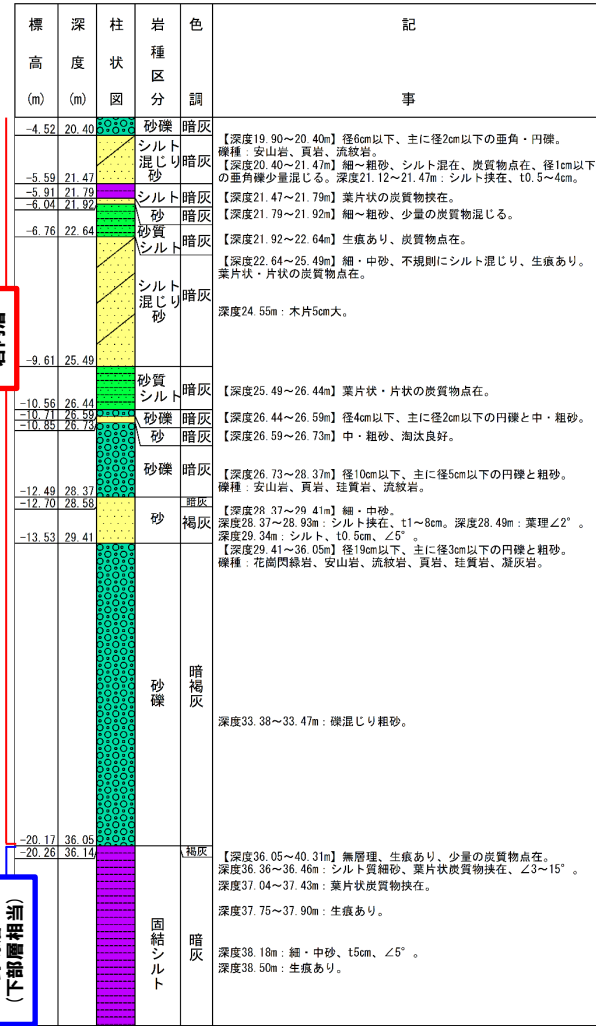 標高(m)
深度(m)
柱状図
岩種区分
色調
記事
-4.52 20.40 砂礫 暗灰
【深度19.90～20.40m】径6cm以下、主に径2cm以下の亜角・円礫。
礫種：安山岩、頁岩、流紋岩。
-5.59 21.47 シルト混じり砂 暗灰
【深度20.40～21.47m】細～粗砂、シルト混在、炭質物点在、径1cm以下
の亜角礫少量混じる。深度21.12～21.47m：シルト挟在、t0.5～4cm。
-5.91 21.79 シルト 暗灰
【深度21.47～21.79m】葉片状の炭質物挟在。
-6.04 21.92 砂 暗灰
【深度21.79～21.92m】細～粗砂、少量の炭質物混じる。
-6.76 22.64 砂質シルト 暗灰
【深度21.92～22.64m】生痕あり、炭質物点在。
-9.61 25.49 シルト混じり砂 暗灰
【深度22.64～25.49m】細・中砂、不規則にシルト混じり、生痕あり。
葉片状・片状の炭質物点在。
深度24.55m：木片5cm大。
-10.56 26.44 砂質シルト 暗灰
【深度25.49～26.44m】葉片状・片状の炭質物点在。
-10.71 26.59 砂礫 暗灰
【深度26.44～26.59m】径4cm以下、主に径2cm以下の円礫と中・粗砂。
-10.85 26.73 砂 暗灰
【深度26.59～26.73m】中・粗砂、淘汰良好。
-12.49 28.37 砂礫 暗灰
【深度26.73～28.37m】径10cm以下、主に径5cm以下の円礫と粗砂。
礫種：安山岩、頁岩、珪質岩、流紋岩。
-12.70 28.58 暗灰
-13.53 29.41 砂 褐灰
【深度28.37～29.41m】細・中砂。
深度28.37～28.93m：シルト挟在、t1～8cm。深度28.49m：葉理∠2°。
深度29.34m：シルト、t0.5cm、∠5°。
-20.17 36.05 砂礫 暗褐灰
【深度29.41～36.05m】径19cm以下、主に径3cm以下の円礫と粗砂。
礫種：花崗閃緑岩、安山岩、流紋岩、頁岩、珪質岩、凝灰岩。
深度33.38～33.47m：礫混じり粗砂。
-20.26 36.14 褐灰
固結シルト 暗灰
【深度36.05～40.31m】無層理、生痕あり、少量の炭質物点在。
深度36.36～36.46m：シルト質細砂、葉片状炭質物挟在、∠3～15°。
深度37.04～37.43m：葉片状炭質物挟在。
深度37.75～37.90m：生痕あり。
深度38.18m：細・中砂、t5cm、∠5°。
深度38.50m：生痕あり。
(下部層相当)